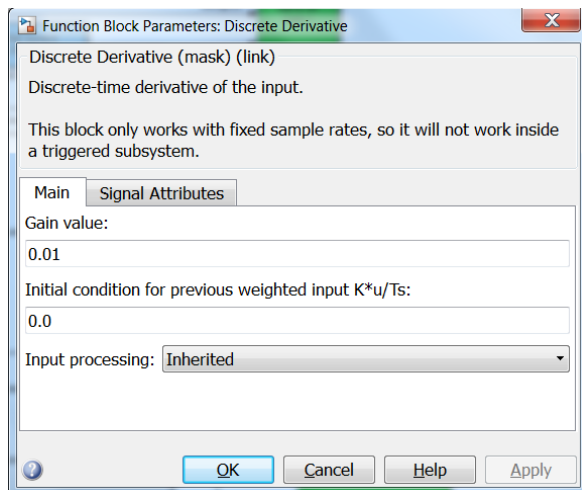 Function Block Parameters: Discrete Derivative
Discrete Derivative (mask) (link)
Discrete-time derivative of the input.
This block only works with fixed sample rates, so it will not work inside
a triggered subsystem.
Main Signal Attributes
Gain value:
0.01
Initial condition for previous weighted input K*u/Ts:
0.0
Input processing: Inherited
OK Cancel Help Apply